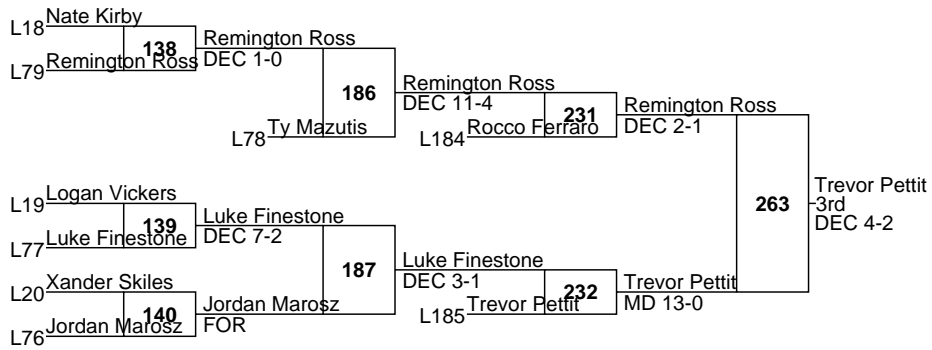 L18 Nate Kirby
138
L79 Remington Ross
Remington Ross
DEC 1-0
186
L78 Ty Mazutis
Remington Ross
DEC 11-4
231
L184 Rocco Ferraro
Remington Ross
DEC 2-1
L19 Logan Vickers
139
L77 Luke Finestone
Luke Finestone
DEC 7-2
187
L20 Xander Skiles
140
L76 Jordan Marosz
Jordan Marosz
FOR
Luke Finestone
DEC 3-1
232
L185 Trevor Pettit
Trevor Pettit
MD 13-0
263
Trevor Pettit
3rd
DEC 4-2